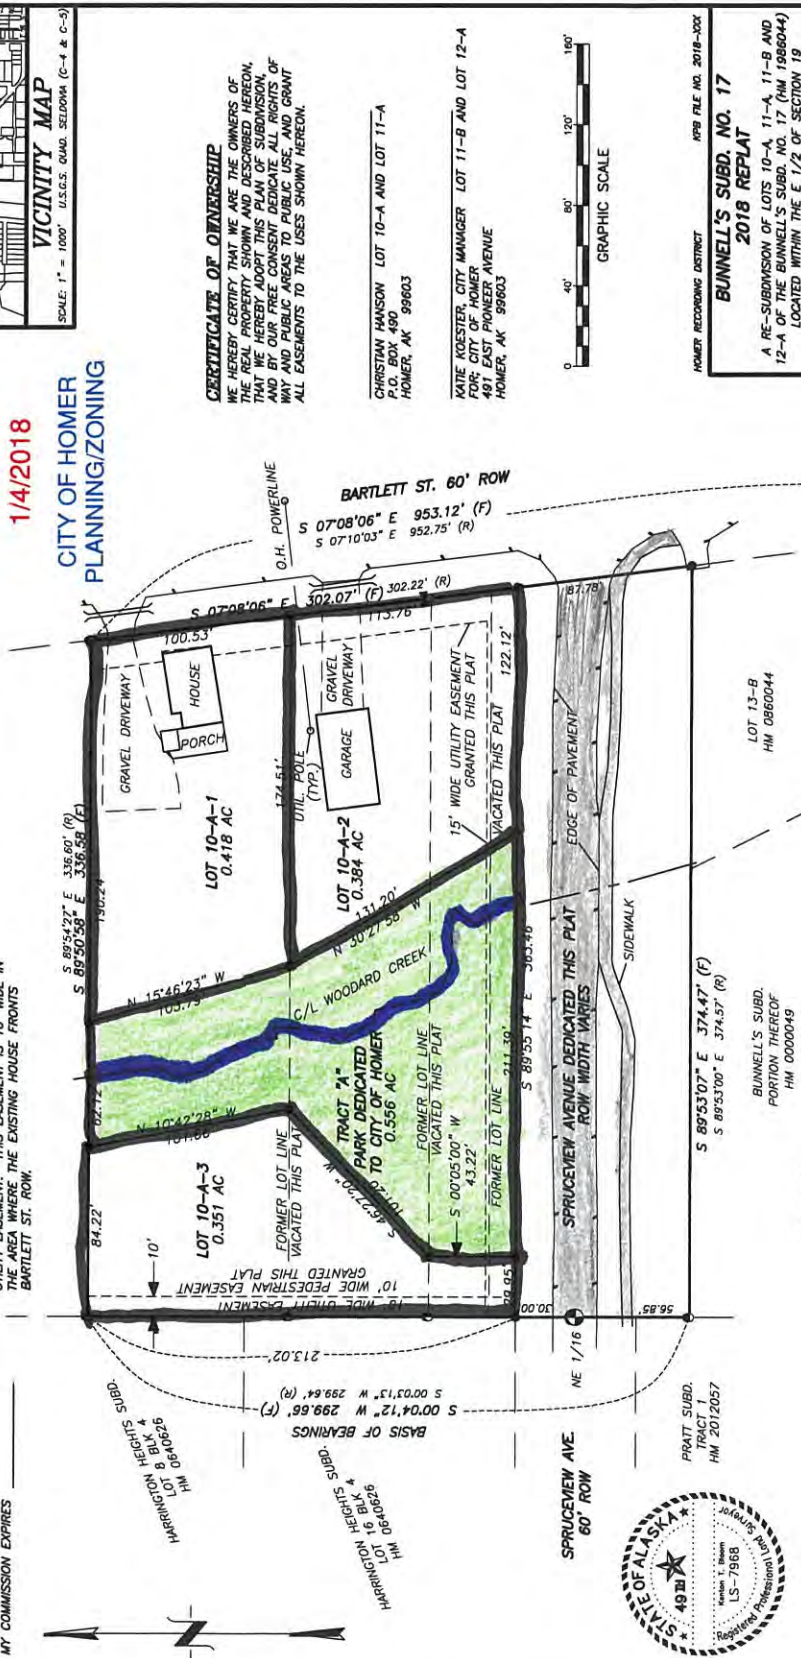 MY COMMISSION EXPIRES
THE AREA WHERE THE EXISTING HOUSE FRONTS
BARTLETT ST. ROW.
1/4/2018
CITY OF HOMER
PLANNING/ZONING
VICINITY MAP
SCALE: 1" = 1000' U.S.G.S. QUAD. SELDOVIA (C-4 & C-5)
CERTIFICATE OF OWNERSHIP
WE HEREBY CERTIFY THAT WE ARE THE OWNERS OF
THE REAL PROPERTY SHOWN AND DESCRIBED HEREON,
THAT WE HEREBY ADOPT THIS PLAN OF SUBDIVISION,
AND BY OUR FREE CONSENT DEDICATE ALL RIGHTS OF
WAY AND PUBLIC AREAS TO PUBLIC USE, AND GRANT
ALL EASEMENTS TO THE USES SHOWN HEREON.
CHRISTIAN HANSON LOT 10-A AND LOT 11-A
P.O. BOX 490
HOMER, AK 99603
KATIE KOESTER, CITY MANAGER LOT 11-B AND LOT 12-A
FOR: CITY OF HOMER
491 EAST PIONEER AVENUE
HOMER, AK 99603
0 40' 80' 120' 160'
GRAPHIC SCALE
HOMER RECORDING DISTRICT KPB FILE NO. 2018-XXX
BUNNELL'S SUBD. NO. 17
2018 REPLAT
A RE-SUBDIVISION OF LOTS 10-A, 11-A, 11-B AND
12-A OF THE BUNNELL'S SUBD. NO. 17 (HM 1986044)
LOCATED WITHIN THE E 1/2 OF SECTION 19
HARRINGTON HEIGHTS SUBD.
LOT 8 BLK 4
HM 0640626
HARRINGTON HEIGHTS SUBD.
LOT 16 BLK 4
HM 0640626
BASIS OF BEARINGS
S 00°04'12" W 299.66' (F)
S 00°03'13" W 299.64' (R)
213.02'
S 89°54'27" E 336.60' (R)
S 89°50'58" E 336.58' (F)
84.22'
62.12'
190.24
10'
LOT 10-A-3
0.351 AC
10' WIDE UTILITY EASEMENT
10' WIDE PEDESTRIAN EASEMENT
GRANTED THIS PLAT
FORMER LOT LINE
VACATED THIS PLAT
N 10°42'28" W
101.66'
N 15°46'23" W
103.79'
TRACT "A"
PARK DEDICATED
TO CITY OF HOMER
0.556 AC
S 46°27'20" W
FORMER LOT LINE
VACATED THIS PLAT
S 00°05'00" W
43.22'
FORMER LOT LINE
VACATED THIS PLAT
C/L WOODARD CREEK
LOT 10-A-1
0.418 AC
GRAVEL DRIVEWAY
HOUSE
PORCH
100.53'
174.51'
UTIL. POLE
(TYP.)
LOT 10-A-2
0.384 AC
GARAGE
GRAVEL
DRIVEWAY
131.20'
N 30°27'58" W
15' WIDE UTILITY EASEMENT
GRANTED THIS PLAT
113.76'
122.12'
S 07°08'06" E 302.07' (F) 302.22' (R)
O.H. POWERLINE
BARTLETT ST. 60' ROW
S 07°08'06" E 953.12' (F)
S 07°10'03" E 952.75' (R)
87.78'
211.39'
S 89°55'14" E 363.46'
30.00'
56.85'
SPRUCEVIEW AVENUE DEDICATED THIS PLAT
ROW WIDTH VARIES
EDGE OF PAVEMENT
SIDEWALK
S 89°53'07" E 374.47' (F)
S 89°53'00" E 374.57' (R)
LOT 13-B
HM 0860044
BUNNELL'S SUBD.
PORTION THEREOF
HM 0000049
NE 1/16
SPRUCEVIEW AVE.
60' ROW
PRATT SUBD.
TRACT 1
HM 2012057
STATE OF ALASKA
49TH
Kenton T. Bloom
LS-7968
Registered Professional Land Surveyor